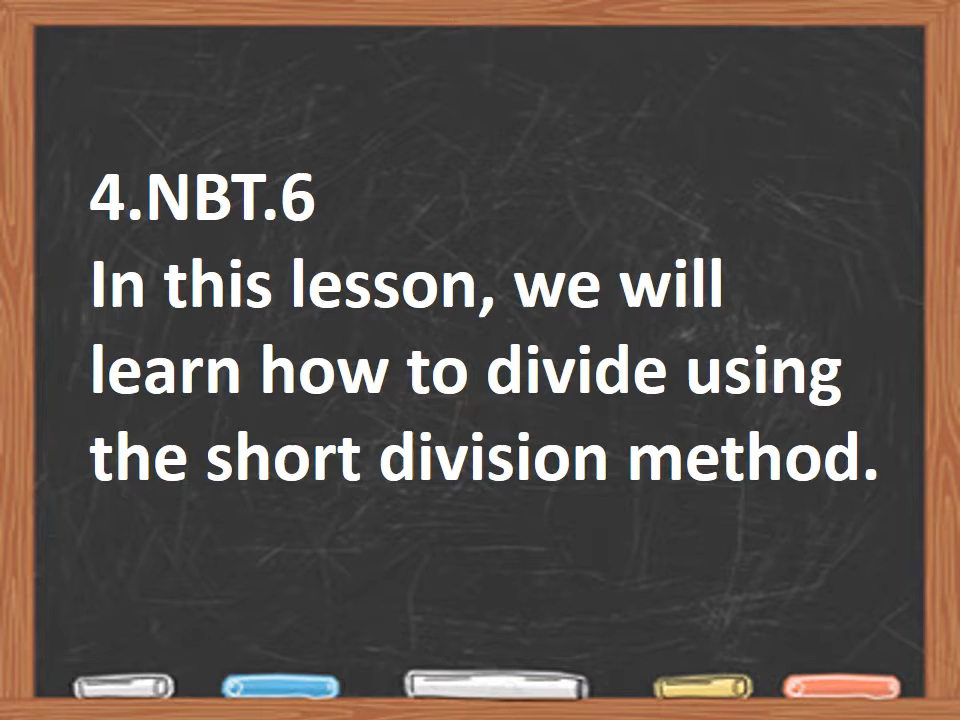 4.NBT.6
In this lesson, we will
learn how to divide using
the short division method.